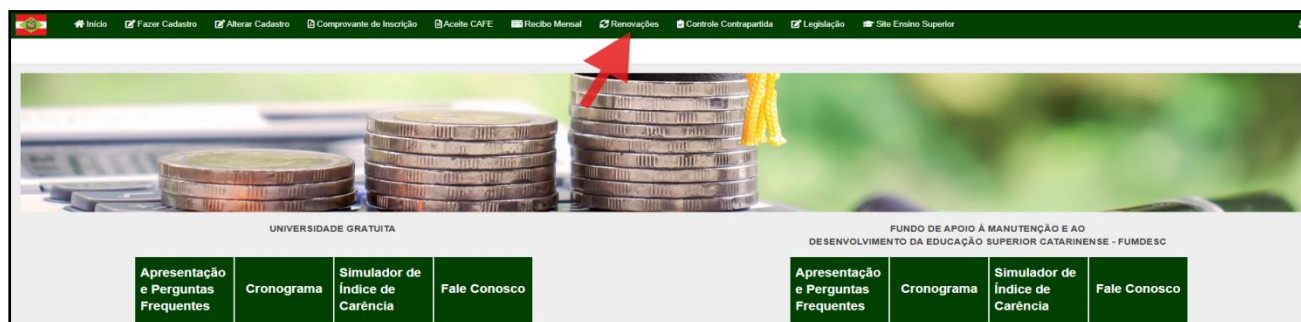 Início Fazer Cadastro Alterar Cadastro Comprovante de Inscrição Aceite CAFE Recibo Mensal Renovações Controle Contrapartida Legislação Site Ensino Superior
UNIVERSIDADE GRATUITA
Apresentação
e Perguntas
Frequentes
Cronograma
Simulador de
Índice de
Carência
Fale Conosco
FUNDO DE APOIO À MANUTENÇÃO E AO
DESENVOLVIMENTO DA EDUCAÇÃO SUPERIOR CATARINENSE - FUMDESC
Apresentação
e Perguntas
Frequentes
Cronograma
Simulador de
Índice de
Carência
Fale Conosco